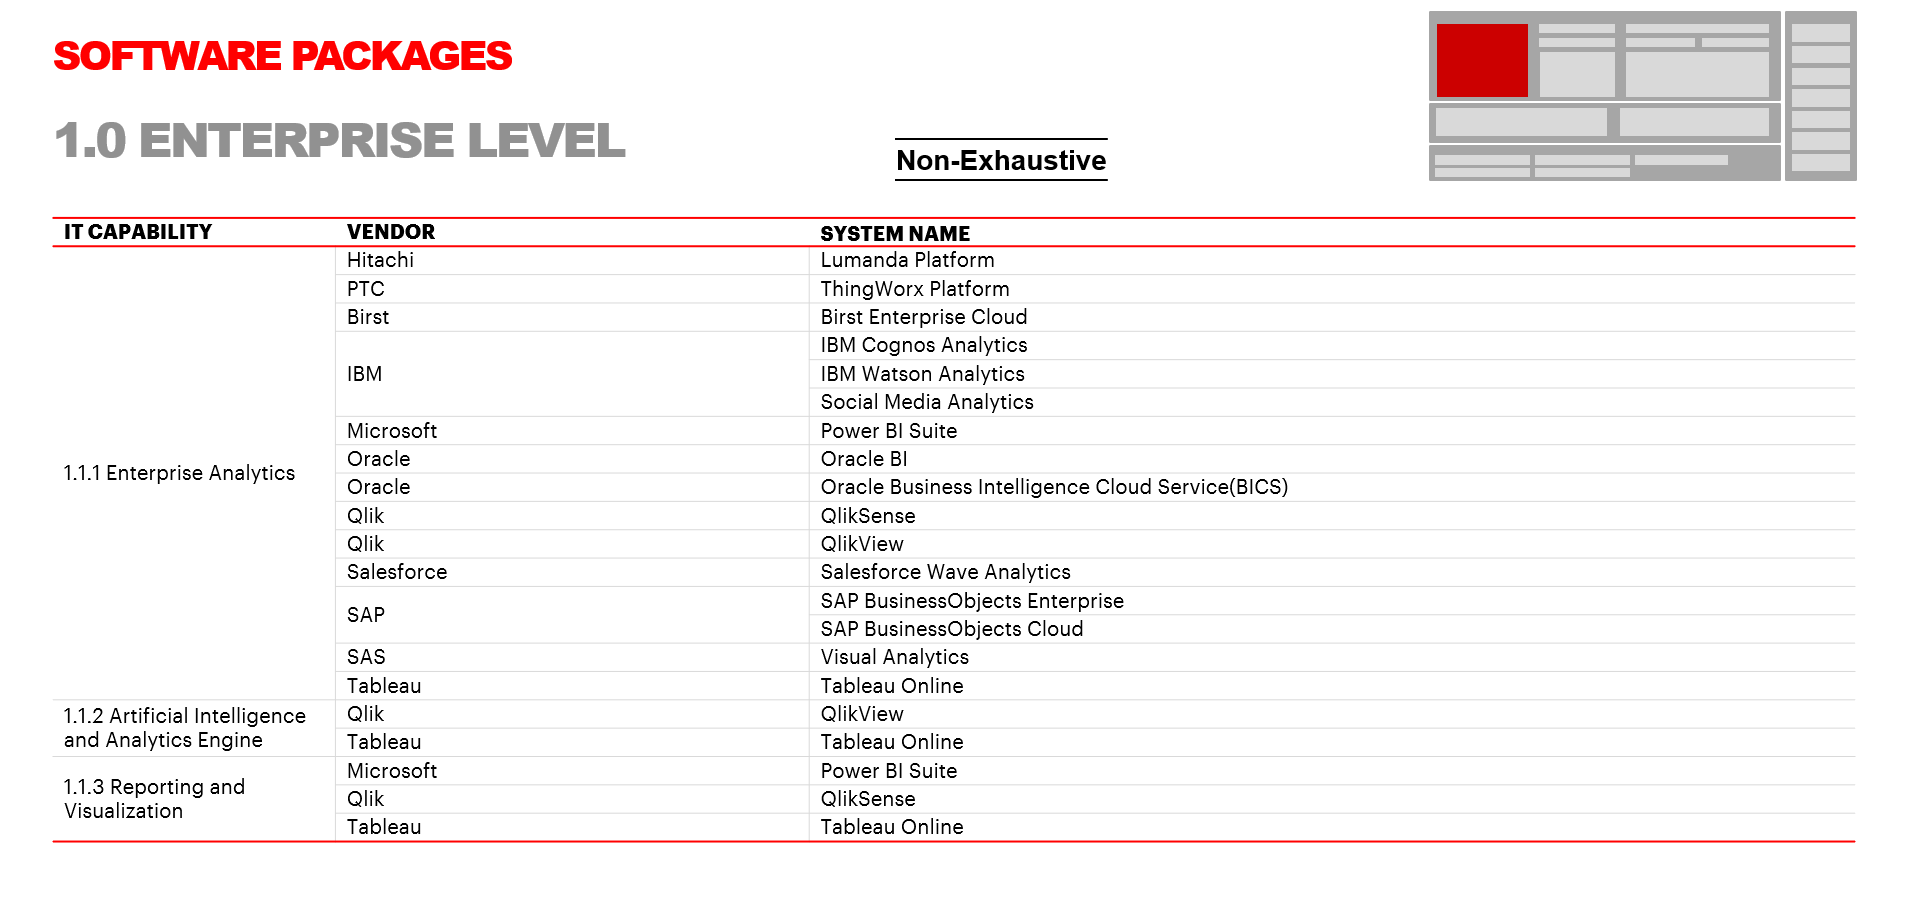 SOFTWARE PACKAGES
1.0 ENTERPRISE LEVEL
Non-Exhaustive
IT CAPABILITY VENDOR SYSTEM NAME
1.1.1 Enterprise Analytics
Hitachi Lumanda Platform
PTC ThingWorx Platform
Birst Birst Enterprise Cloud
IBM IBM Cognos Analytics
IBM Watson Analytics
Social Media Analytics
Microsoft Power BI Suite
Oracle Oracle BI
Oracle Oracle Business Intelligence Cloud Service(BICS)
Qlik QlikSense
Qlik QlikView
Salesforce Salesforce Wave Analytics
SAP SAP BusinessObjects Enterprise
SAP BusinessObjects Cloud
SAS Visual Analytics
Tableau Tableau Online
1.1.2 Artificial Intelligence
and Analytics Engine
Qlik QlikView
Tableau Tableau Online
1.1.3 Reporting and
Visualization
Microsoft Power BI Suite
Qlik QlikSense
Tableau Tableau Online